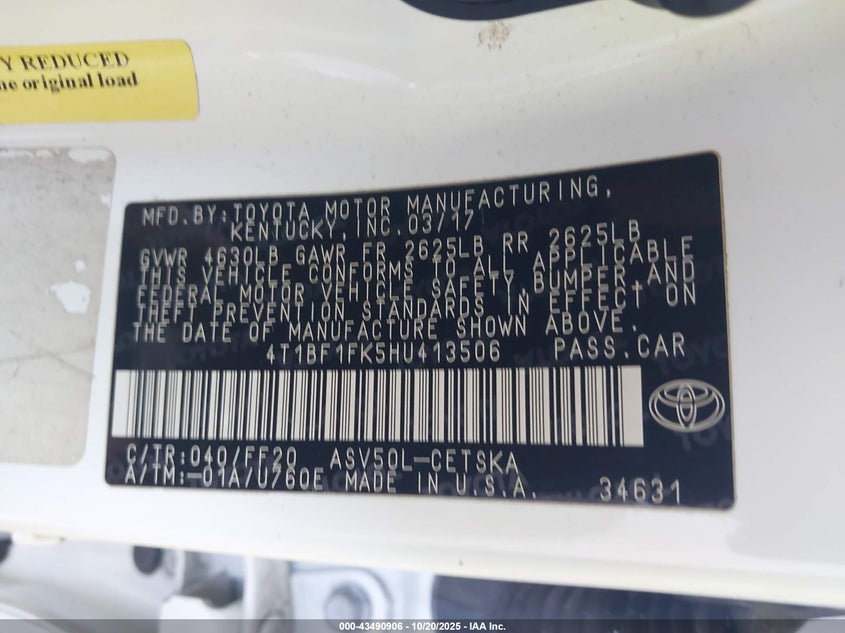 Y REDUCED
ne original load
MFD.BY:TOYOTA MOTOR MANUFACTURING,
KENTUCKY, INC.03/17
GVWR 4630LB GAWR FR 2625LB RR 2625LB
THIS VEHICLE CONFORMS TO ALL APPLICABLE
FEDERAL MOTOR VEHICLE SAFETY,BUMPER,AND
THEFT PREVENTION STANDARDS IN EFFECT ON
THE DATE OF MANUFACTURE SHOWN ABOVE.
4T1BF1FK5HU413506 PASS.CAR
C/TR:040/FF20 ASV50L-CETSKA
A/TM:-01A/U760E MADE IN U.S.A. 34631
000-43490906 - 10/20/2025 - IAA Inc.